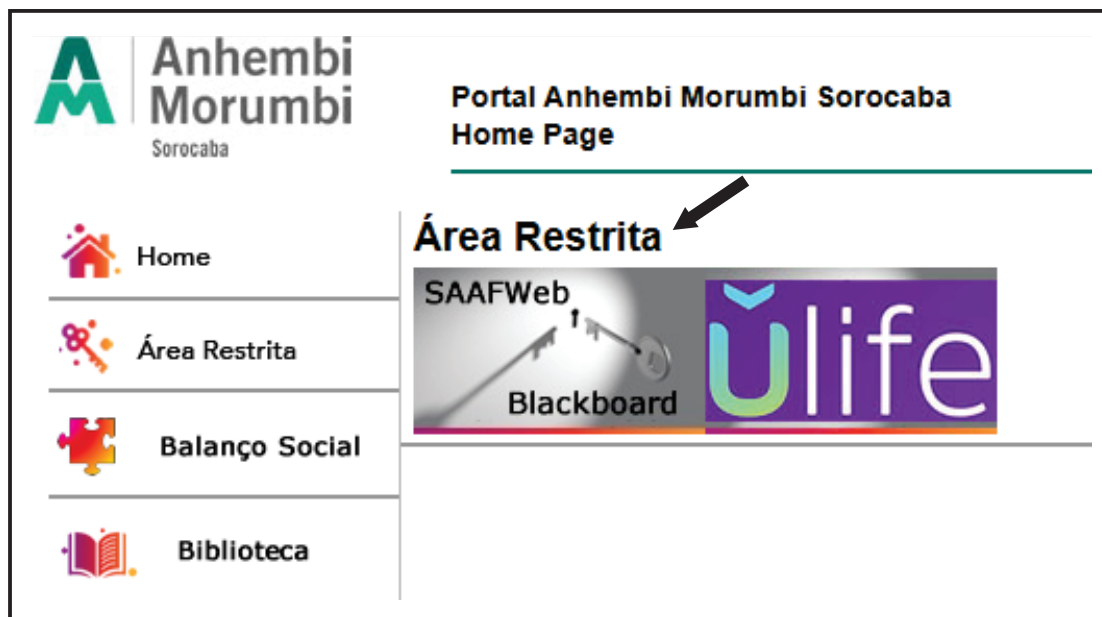 Anhembi
Morumbi
Sorocaba
Portal Anhembi Morumbi Sorocaba
Home Page
Home
Área Restrita
Balanço Social
Biblioteca
Área Restrita
SAAFWeb
Blackboard
ulife